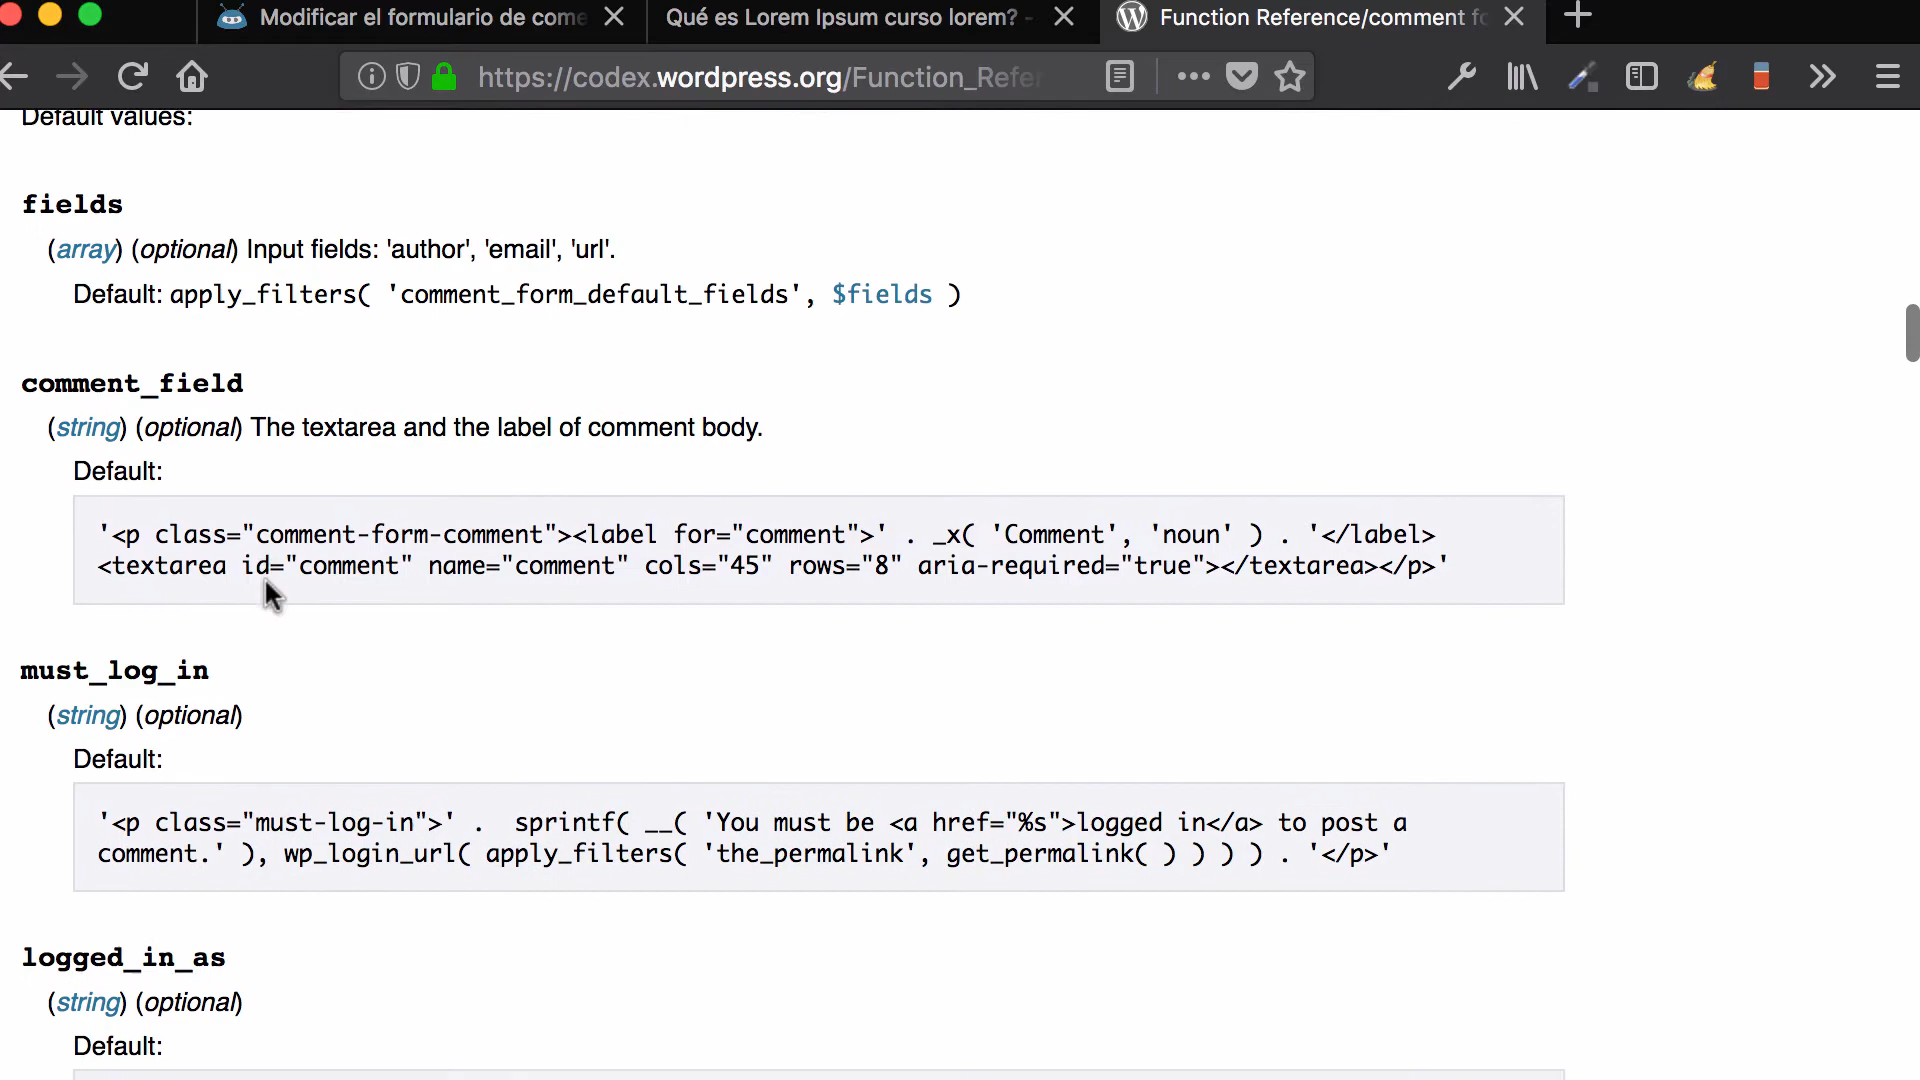 Modificar el formulario de come
Qué es Lorem Ipsum curso lorem? -
Function Reference/comment fo
https://codex.wordpress.org/Function_Refer
Default values:
fields
(array) (optional) Input fields: 'author', 'email', 'url'.
Default: apply_filters( 'comment_form_default_fields', $fields )
comment_field
(string) (optional) The textarea and the label of comment body.
Default:
'<p class="comment-form-comment"><label for="comment">' . _x( 'Comment', 'noun' ) . '</label>
<textarea id="comment" name="comment" cols="45" rows="8" aria-required="true"></textarea></p>'
must_log_in
(string) (optional)
Default:
'<p class="must-log-in">' .  sprintf( __( 'You must be <a href="%s">logged in</a> to post a
comment.' ), wp_login_url( apply_filters( 'the_permalink', get_permalink( ) ) ) ) . '</p>'
logged_in_as
(string) (optional)
Default: